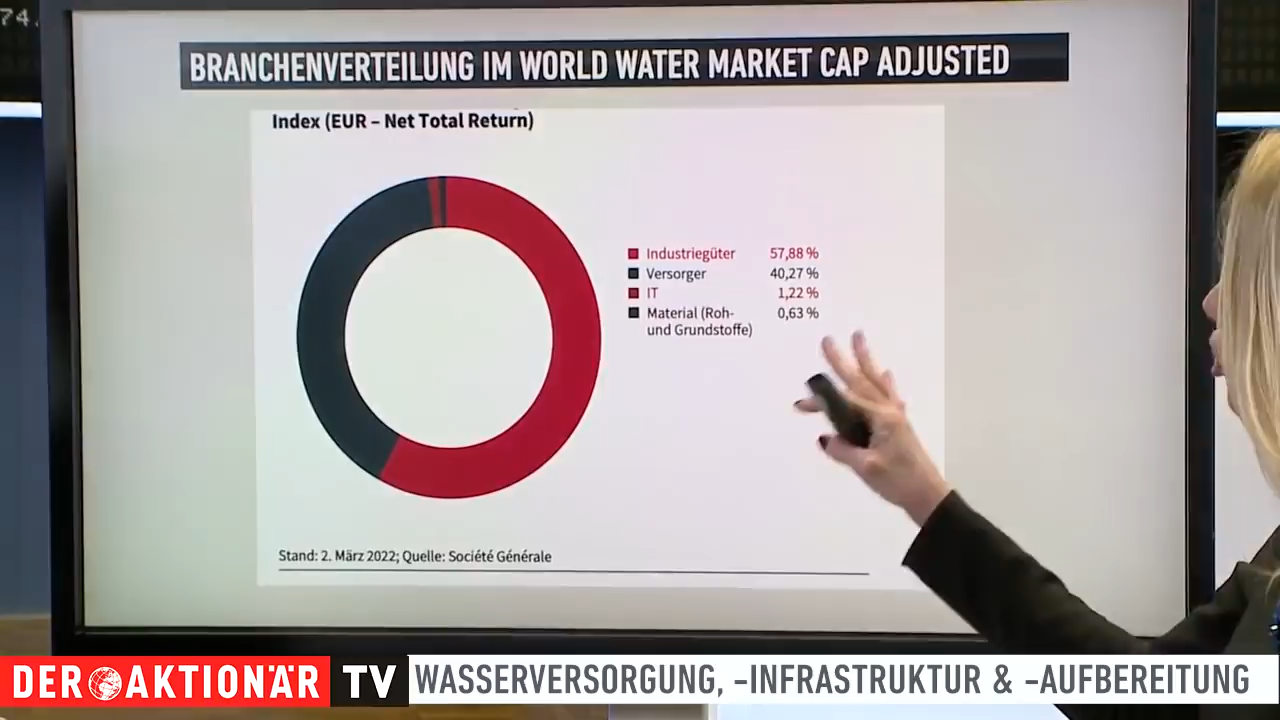 74.
BRANCHENVERTEILUNG IM WORLD WATER MARKET CAP ADJUSTED
Index (EUR – Net Total Return)
Industriegüter 57,88 %
Versorger 40,27 %
IT 1,22 %
Material (Roh- 0,63 %
und Grundstoffe)
Stand: 2. März 2022; Quelle: Société Générale
DER AKTIONÄR TV WASSERVERSORGUNG, -INFRASTRUKTUR & -AUFBEREITUNG